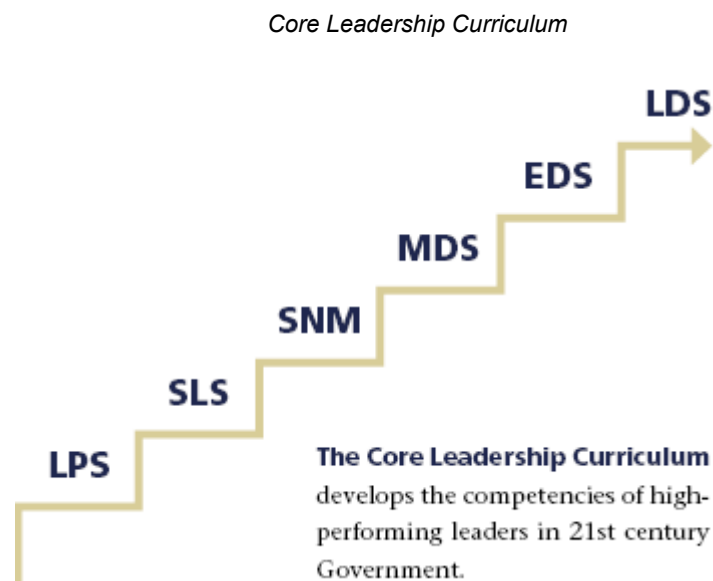 Core Leadership Curriculum
LDS
EDS
MDS
SNM
SLS
LPS
The Core Leadership Curriculum
develops the competencies of high-
performing leaders in 21st century
Government.